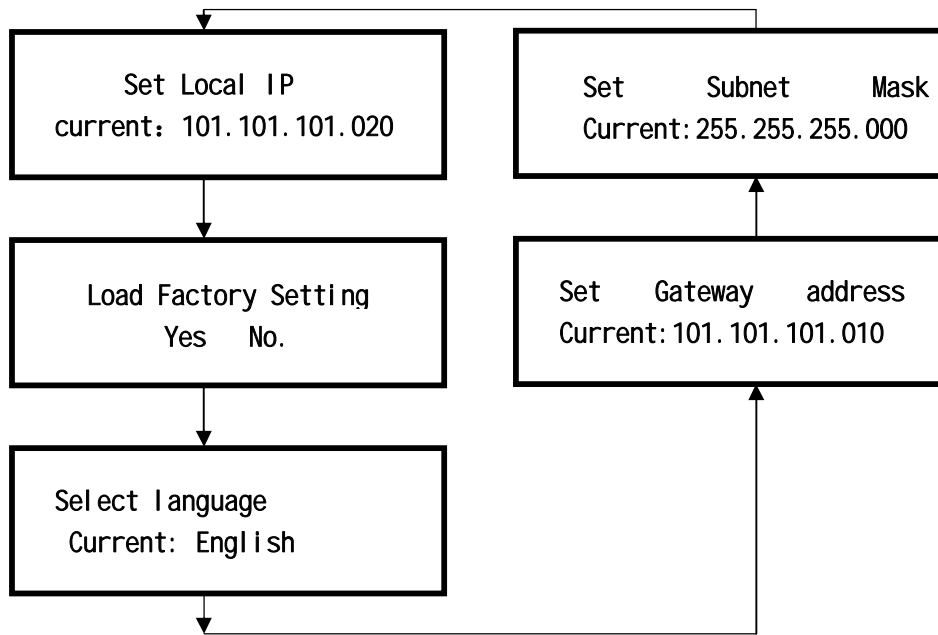 Set Local IP
current：101.101.101.020
Load Factory Setting
Yes No.
Select language
Current: English
Set Subnet Mask
Current:255.255.255.000
Set Gateway address
Current:101.101.101.010